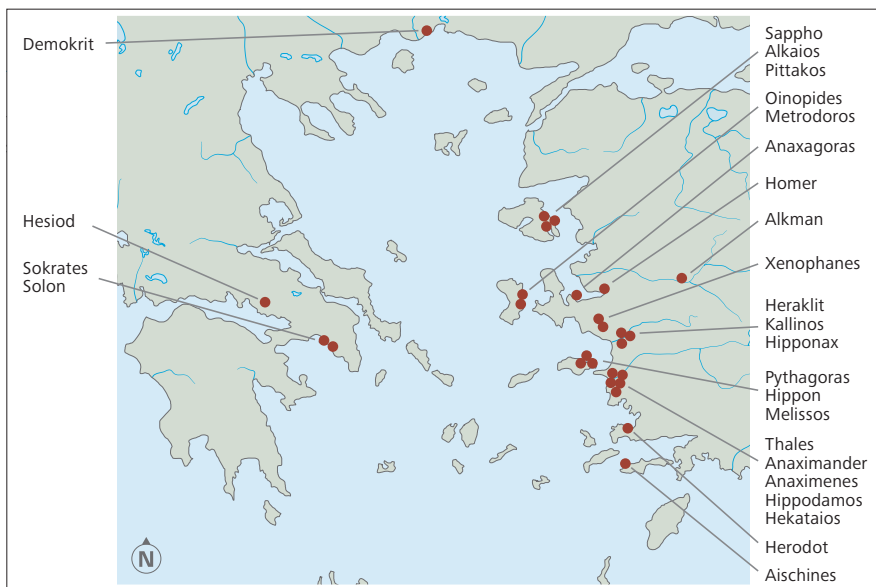 Demokrit
Hesiod
Sokrates
Solon
Sappho
Alkaios
Pittakos
Oinopides
Metrodoros
Anaxagoras
Homer
Alkman
Xenophanes
Heraklit
Kallinos
Hipponax
Pythagoras
Hippon
Melissos
Thales
Anaximander
Anaximenes
Hippodamos
Hekataios
Herodot
Aischines
N